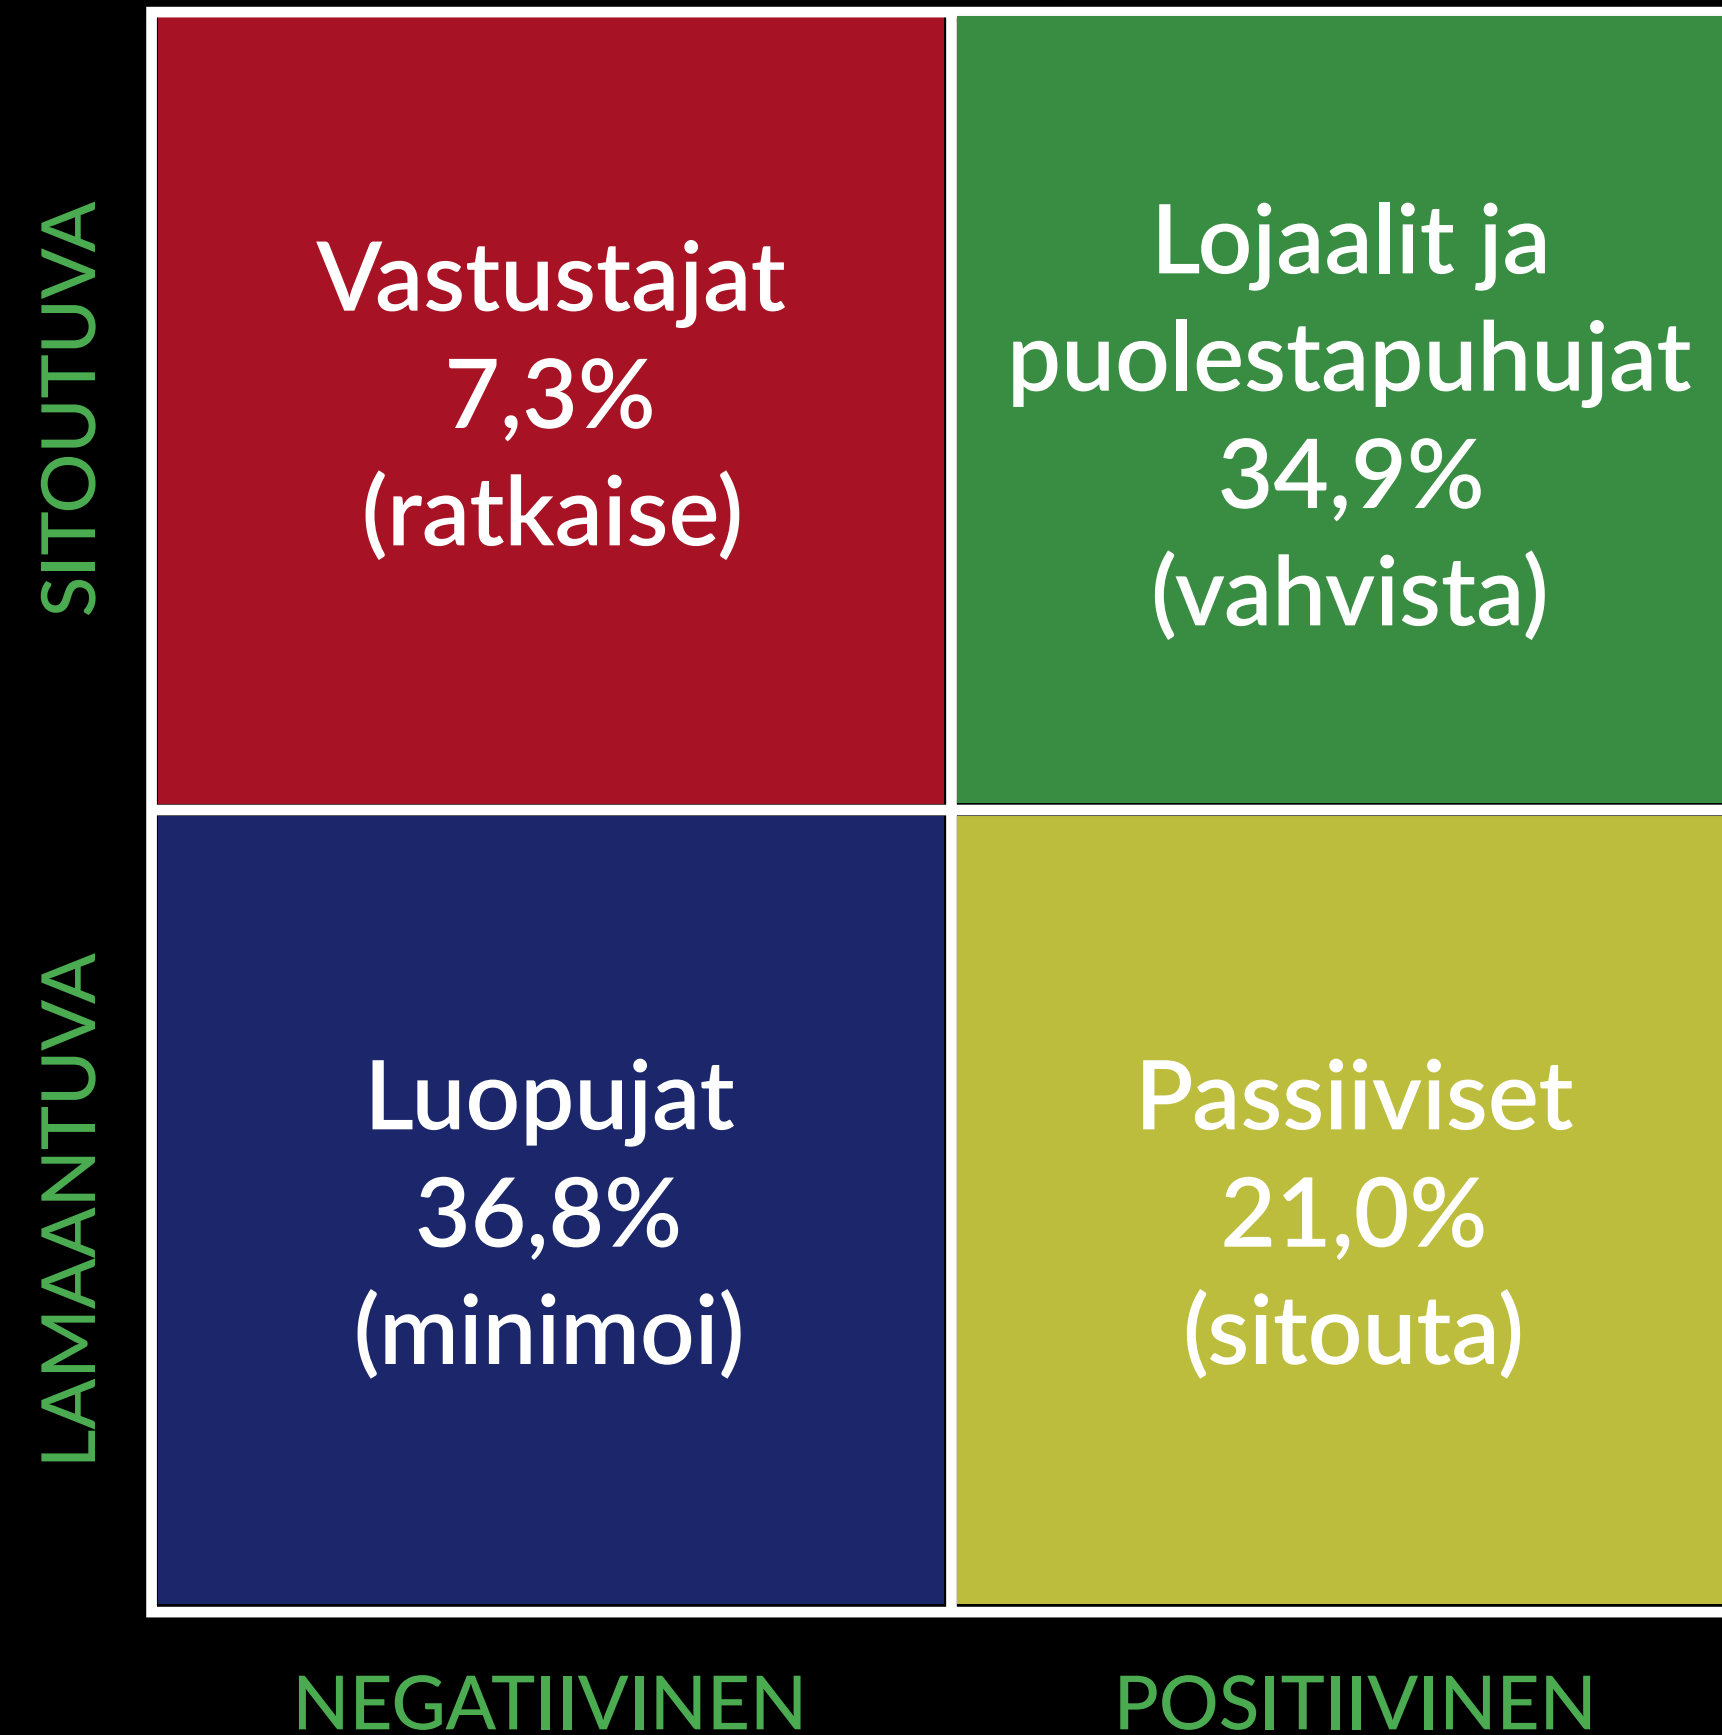 SITOUTUVA
Vastustajat
7,3%
(ratkaise)
Lojaalit ja
puolestapuhujat
34,9%
(vahvista)
LAMAANTUVA
Luopujat
36,8%
(minimoi)
Passiiviset
21,0%
(sitouta)
NEGATIIVINEN
POSITIIVINEN